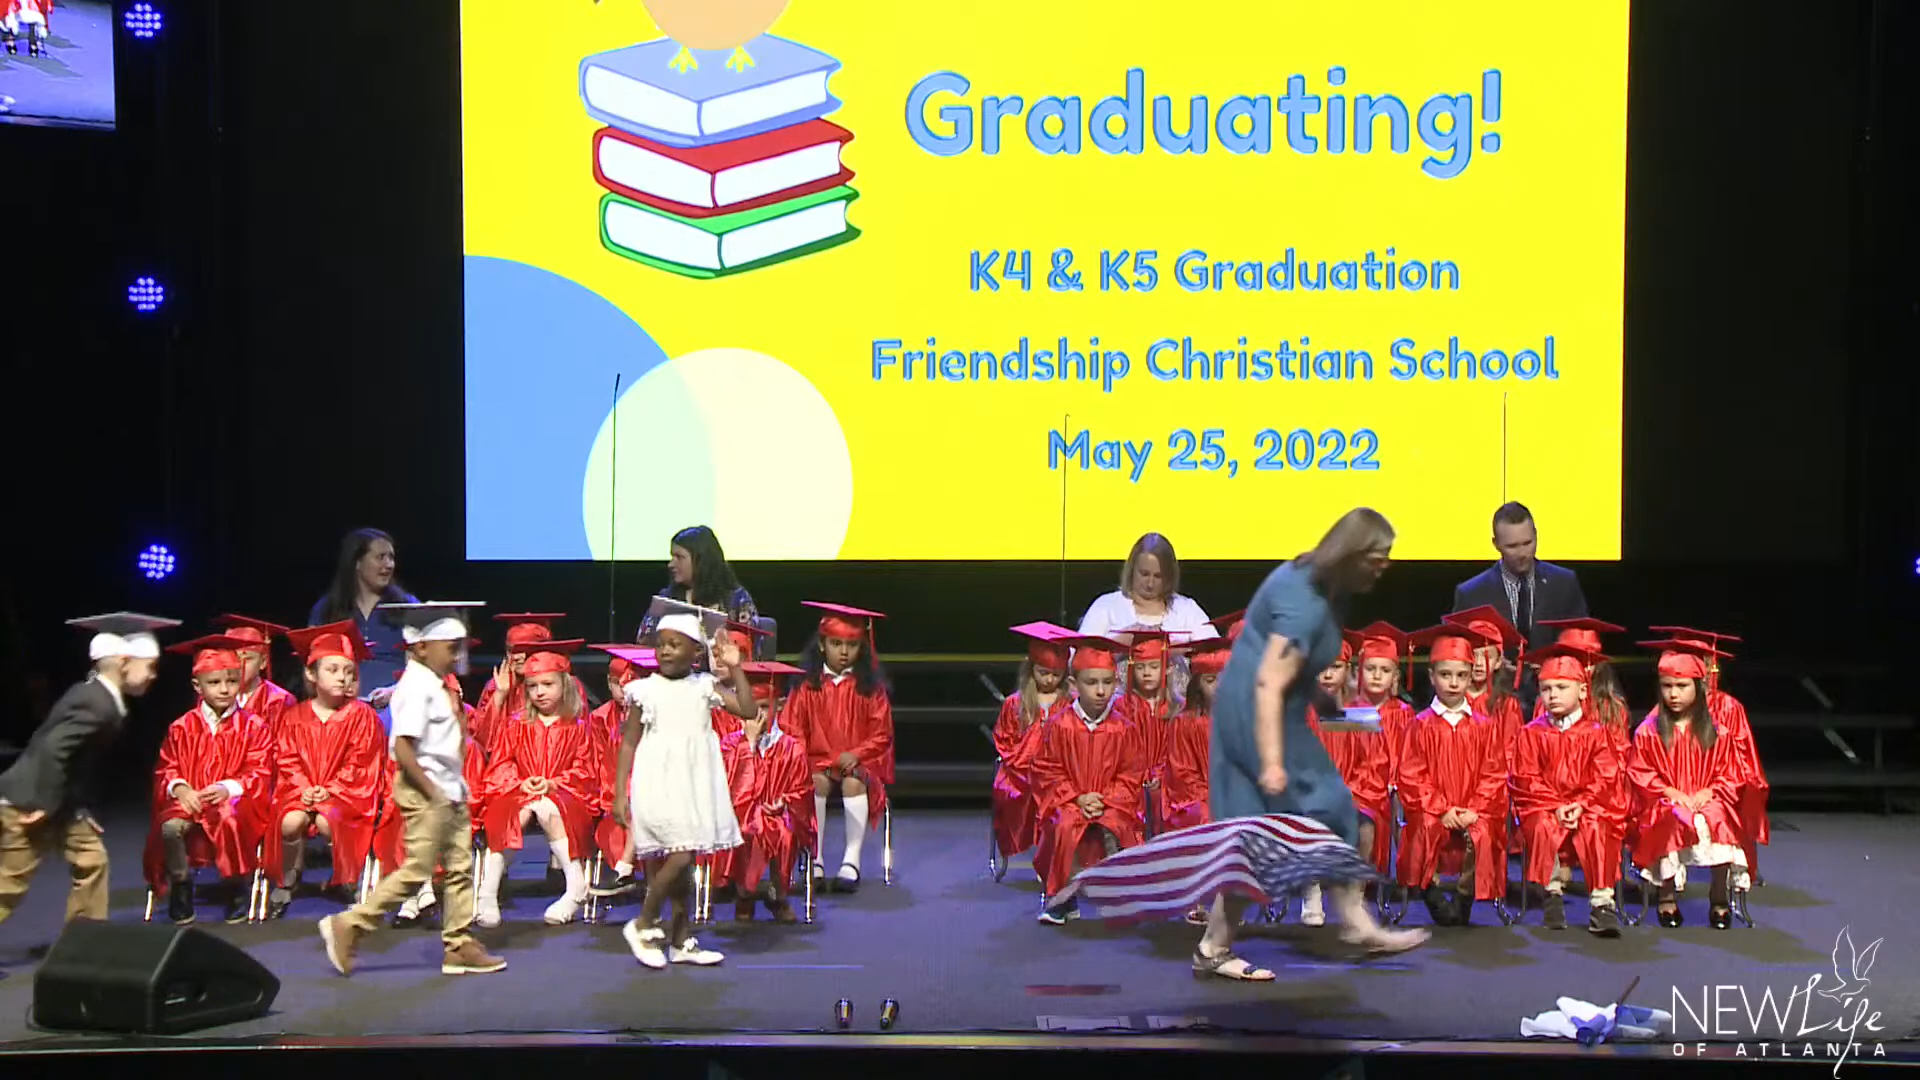 Graduating!
K4 & K5 Graduation
Friendship Christian School
May 25, 2022
NEW Life
OF ATLANTA